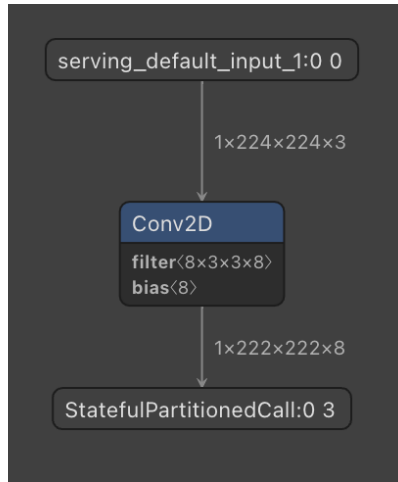 serving_default_input_1:0 0
1×224×224×3
Conv2D
filter⟨8×3×3×8⟩
bias⟨8⟩
1×222×222×8
StatefulPartitionedCall:0 3